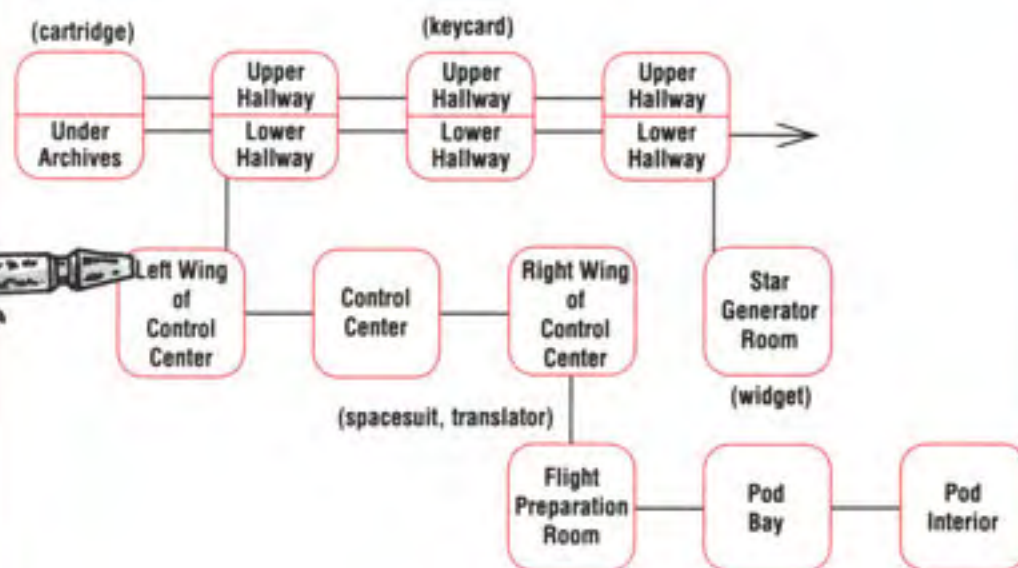 (cartridge)
(keycard)
Upper
Hallway
Upper
Hallway
Upper
Hallway
Under
Archives
Lower
Hallway
Lower
Hallway
Lower
Hallway
Left Wing
of
Control
Center
Control
Center
Right Wing
of
Control
Center
Star
Generator
Room
(widget)
(spacesuit, translator)
Flight
Preparation
Room
Pod
Bay
Pod
Interior